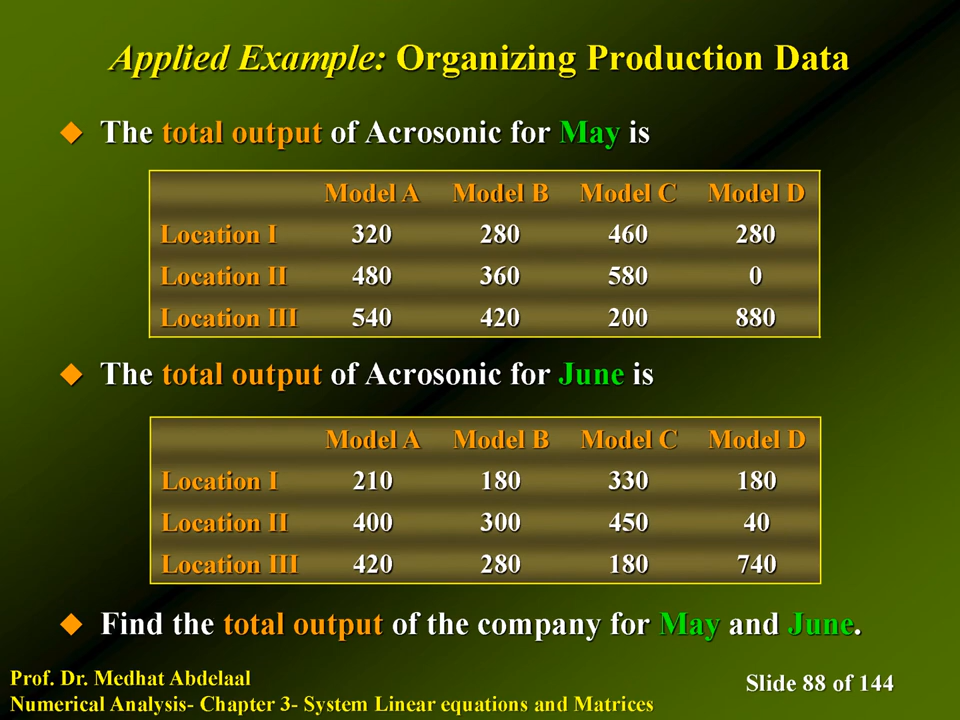 Applied Example: Organizing Production Data
The total output of Acrosonic for May is
Model A Model B Model C Model D
Location I 320 280 460 280
Location II 480 360 580 0
Location III 540 420 200 880
The total output of Acrosonic for June is
Model A Model B Model C Model D
Location I 210 180 330 180
Location II 400 300 450 40
Location III 420 280 180 740
Find the total output of the company for May and June.
Prof. Dr. Medhat Abdelaal
Numerical Analysis- Chapter 3- System Linear equations and Matrices
Slide 88 of 144